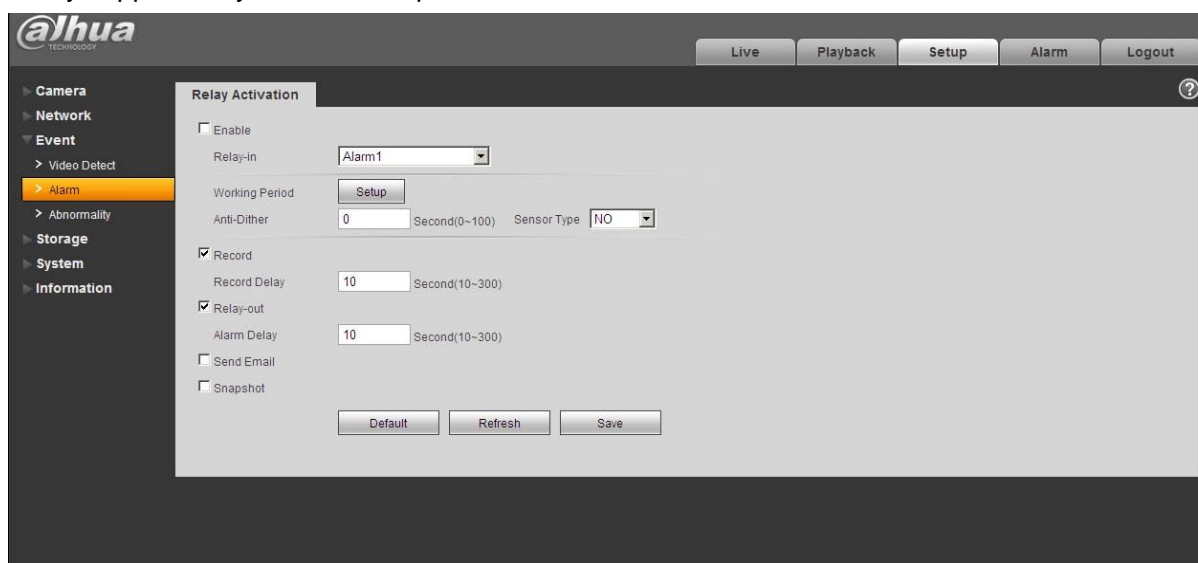 alhua
TECHNOLOGY
Live Playback Setup Alarm Logout
Camera
Network
Event
> Video Detect
> Alarm
> Abnormality
Storage
System
Information
Relay Activation
?
Enable
Relay-in Alarm1
Working Period Setup
Anti-Dither 0 Second(0~100) Sensor Type NO
Record
Record Delay 10 Second(10~300)
Relay-out
Alarm Delay 10 Second(10~300)
Send Email
Snapshot
Default Refresh Save